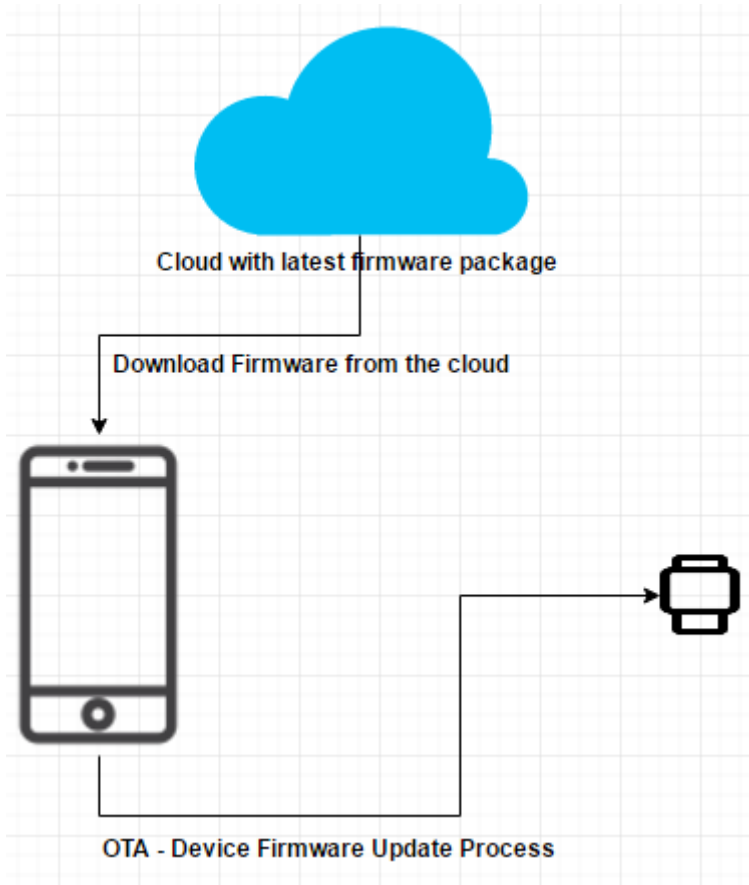 Cloud with latest firmware package
Download Firmware from the cloud
OTA - Device Firmware Update Process